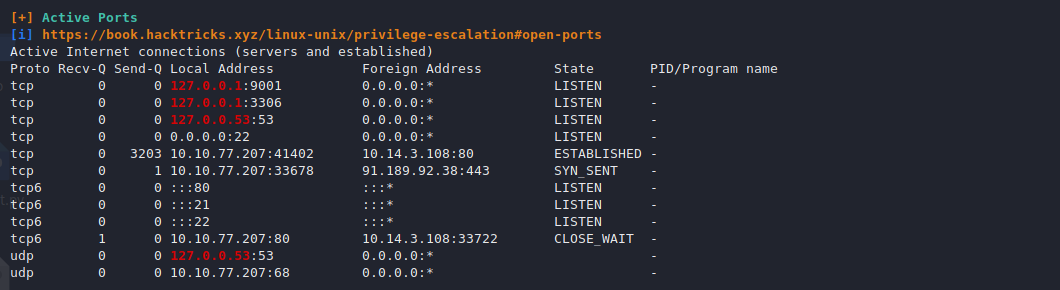 [+] Active Ports
[i] https://book.hacktricks.xyz/linux-unix/privilege-escalation#open-ports
Active Internet connections (servers and established)
Proto Recv-Q Send-Q Local Address           Foreign Address         State       PID/Program name
tcp        0      0 127.0.0.1:9001          0.0.0.0:*               LISTEN      -
tcp        0      0 127.0.0.1:3306          0.0.0.0:*               LISTEN      -
tcp        0      0 127.0.0.53:53           0.0.0.0:*               LISTEN      -
tcp        0      0 0.0.0.0:22              0.0.0.0:*               LISTEN      -
tcp        0   3203 10.10.77.207:41402      10.14.3.108:80          ESTABLISHED -
tcp        0      1 10.10.77.207:33678      91.189.92.38:443        SYN_SENT    -
tcp6       0      0 :::80                   :::*                    LISTEN      -
tcp6       0      0 :::21                   :::*                    LISTEN      -
tcp6       0      0 :::22                   :::*                    LISTEN      -
tcp6       1      0 10.10.77.207:80         10.14.3.108:33722       CLOSE_WAIT  -
udp        0      0 127.0.0.53:53           0.0.0.0:*                           -
udp        0      0 10.10.77.207:68         0.0.0.0:*                           -